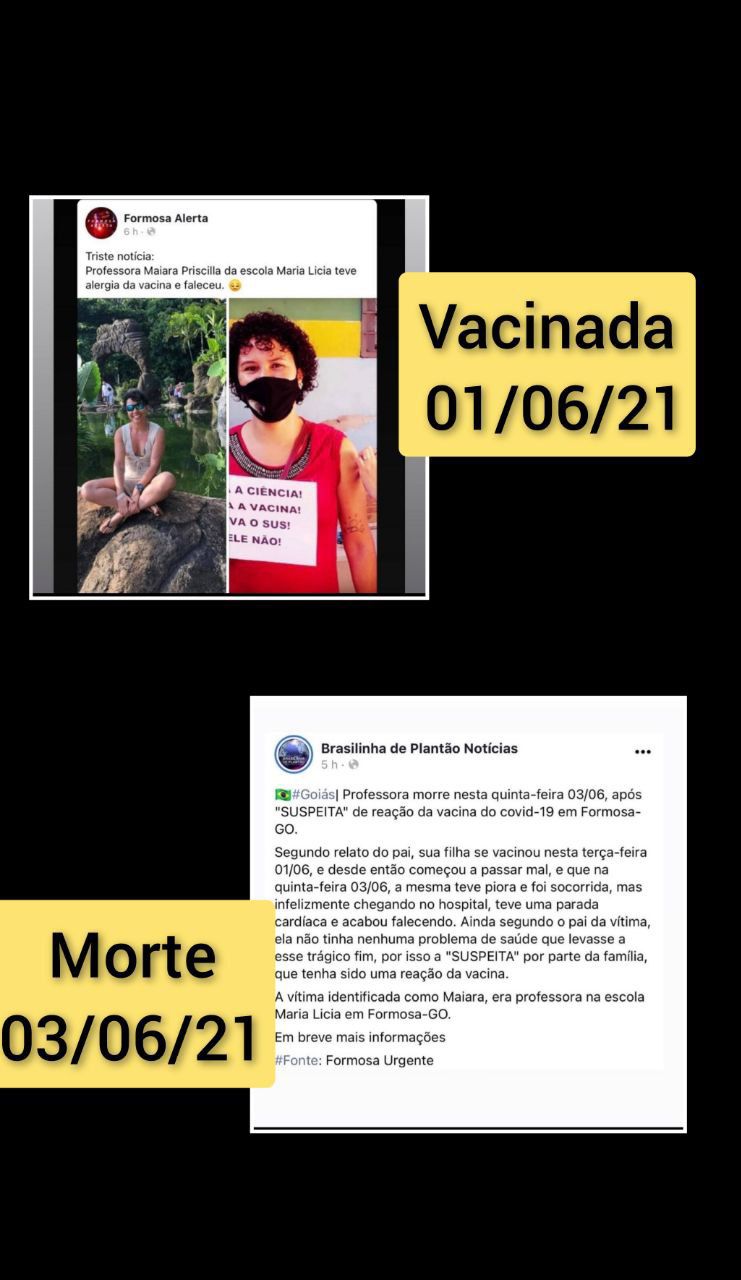 Formosa Alerta
6 h ·
Triste notícia:
Professora Maiara Priscilla da escola Maria Licia teve
alergia da vacina e faleceu.
A CIÊNCIA!
A A VACINA!
VA O SUS!
ELE NÃO!
Vacinada
01/06/21
Brasilinha de Plantão Notícias
5 h ·
#Goiás| Professora morre nesta quinta-feira 03/06, após
"SUSPEITA" de reação da vacina do covid-19 em Formosa-
GO.
Segundo relato do pai, sua filha se vacinou nesta terça-feira
01/06, e desde então começou a passar mal, e que na
quinta-feira 03/06, a mesma teve piora e foi socorrida, mas
infelizmente chegando no hospital, teve uma parada
cardíaca e acabou falecendo. Ainda segundo o pai da vítima,
ela não tinha nenhuma problema de saúde que levasse a
esse trágico fim, por isso a "SUSPEITA" por parte da família,
que tenha sido uma reação da vacina.
A vítima identificada como Maiara, era professora na escola
Maria Licia em Formosa-GO.
Em breve mais informações
#Fonte: Formosa Urgente
Morte
03/06/21